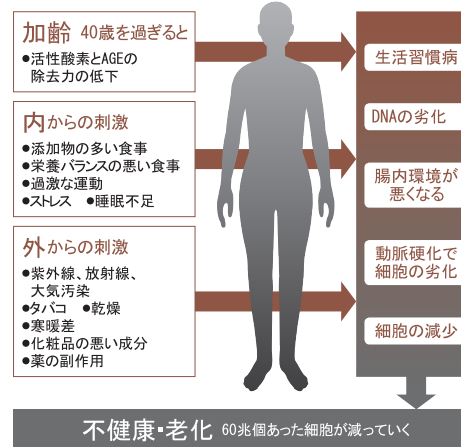 加齢 40歳を過ぎると
●活性酸素とAGEの
除去力の低下
内からの刺激
●添加物の多い食事
●栄養バランスの悪い食事
●過激な運動
●ストレス ●睡眠不足
外からの刺激
●紫外線、放射線、
大気汚染
●タバコ ●乾燥
●寒暖差
●化粧品の悪い成分
●薬の副作用
生活習慣病
DNAの劣化
腸内環境が
悪くなる
動脈硬化で
細胞の劣化
細胞の減少
不健康・老化 60兆個あった細胞が減っていく